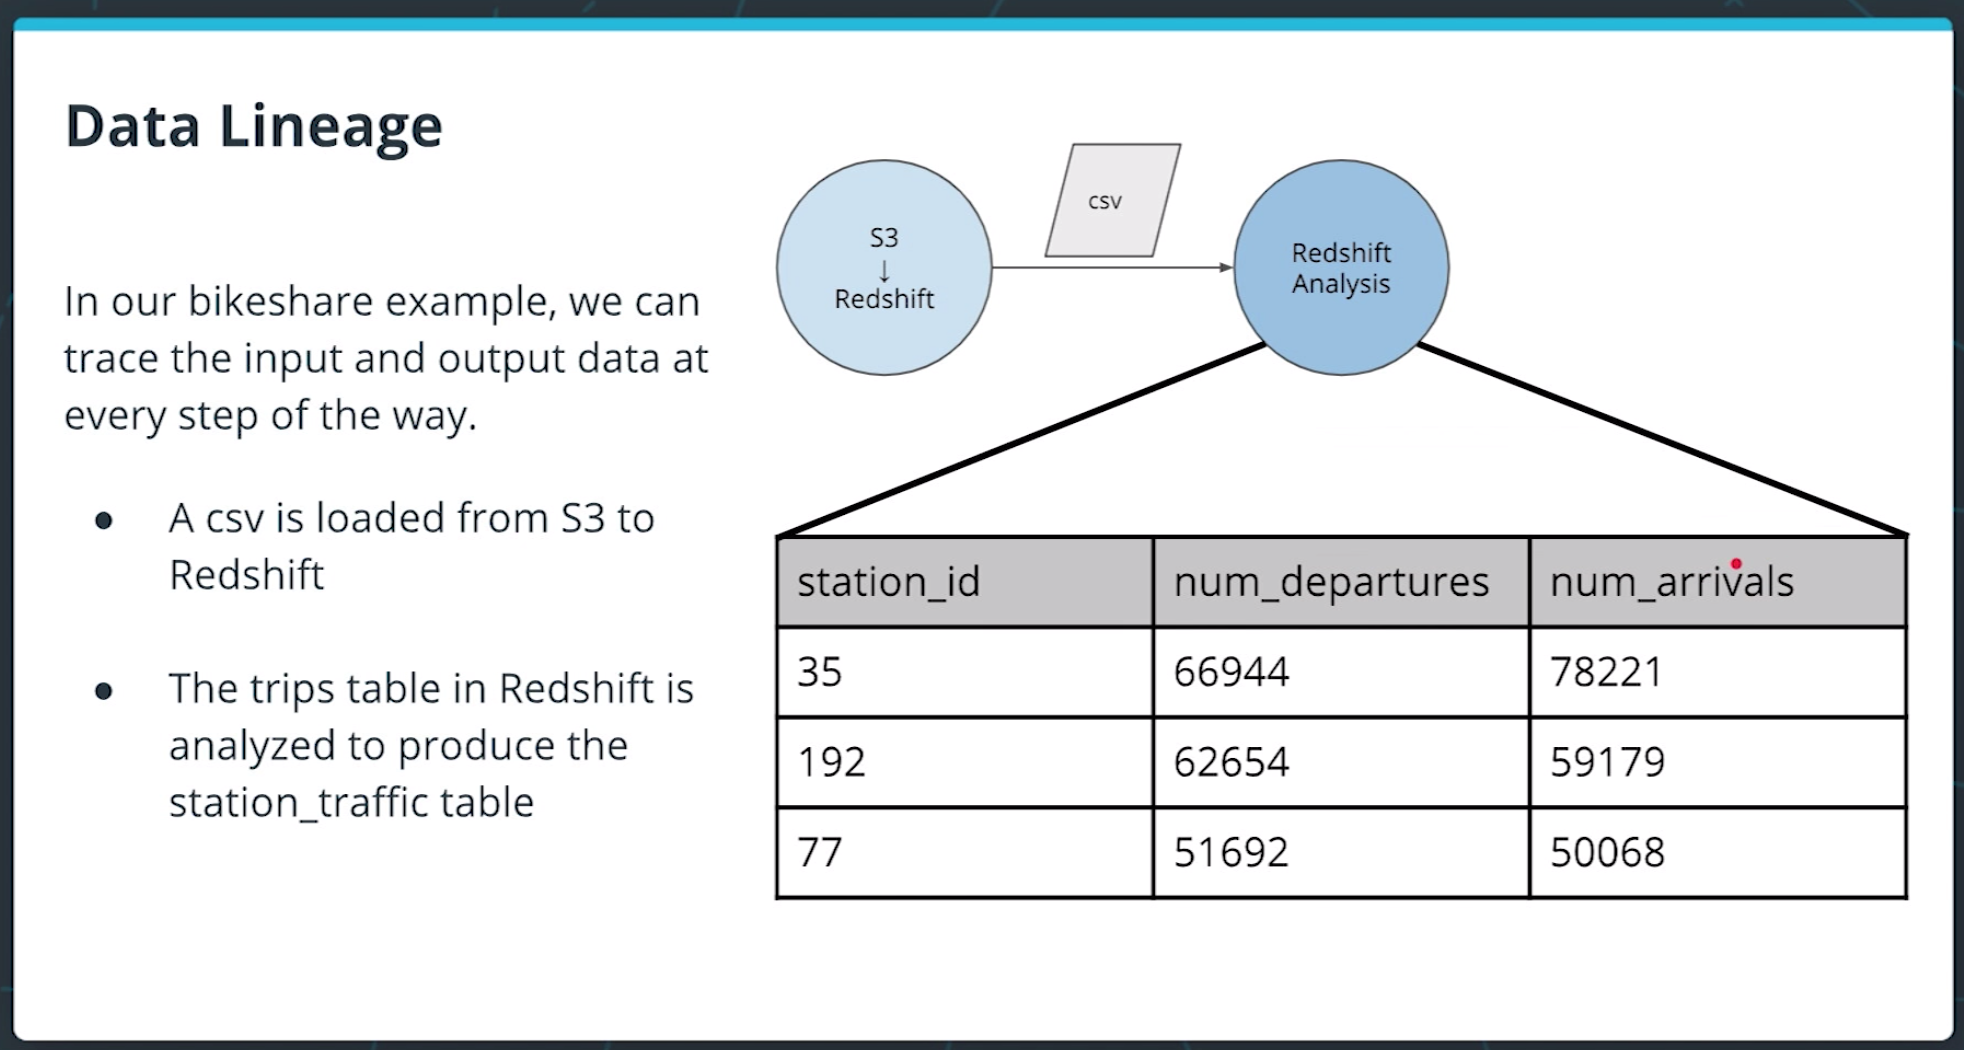 Data Lineage
In our bikeshare example, we can
trace the input and output data at
every step of the way.
● A csv is loaded from S3 to
Redshift
● The trips table in Redshift is
analyzed to produce the
station_traffic table
S3
↓
Redshift
csv
Redshift
Analysis
station_id num_departures num_arrivals
35 66944 78221
192 62654 59179
77 51692 50068